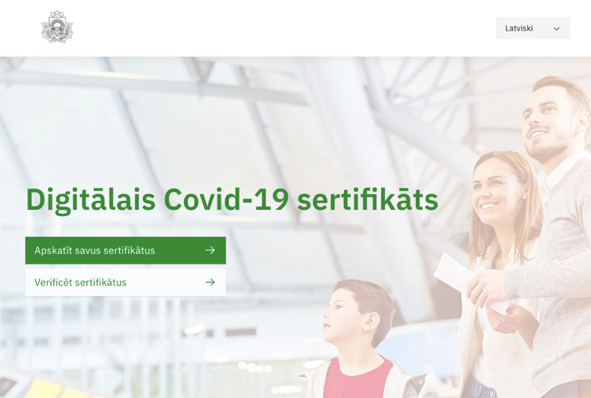 Latviski
Digitālais Covid-19 sertifikāts
Apskatīt savus sertifikātus
Verificēt sertifikātus